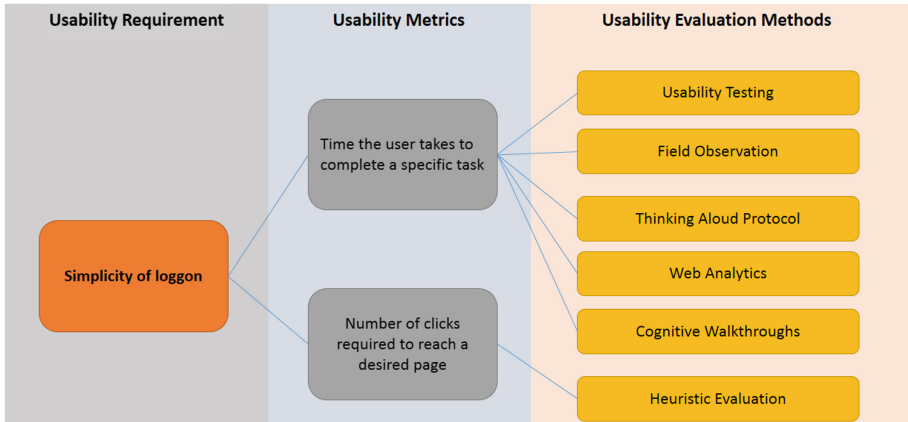 Usability Requirement
Usability Metrics
Usability Evaluation Methods
Simplicity of loggon
Time the user takes to
complete a specific task
Number of clicks
required to reach a
desired page
Usability Testing
Field Observation
Thinking Aloud Protocol
Web Analytics
Cognitive Walkthroughs
Heuristic Evaluation